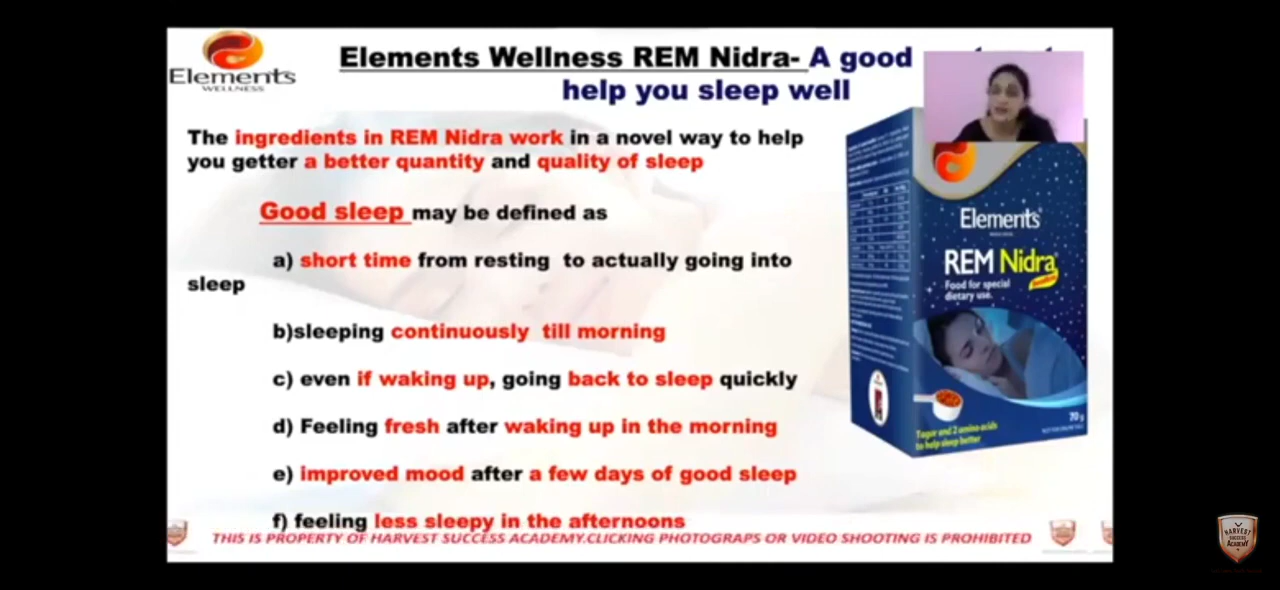 Elements
WELLNESS
Elements Wellness REM Nidra- A good
help you sleep well
The ingredients in REM Nidra work in a novel way to help
you getter a better quantity and quality of sleep
Good sleep may be defined as
a) short time from resting to actually going into
sleep
b)sleeping continuously till morning
c) even if waking up, going back to sleep quickly
d) Feeling fresh after waking up in the morning
e) improved mood after a few days of good sleep
f) feeling less sleepy in the afternoons
Elements
REM Nidra
Food for special
dietary use.
70 g
Tagar and 2 amino acids
to help sleep better
THIS IS PROPERTY OF HARVEST SUCCESS ACADEMY.CLICKING PHOTOGRAPS OR VIDEO SHOOTING IS PROHIBITED
HARVEST
SUCCESS
ACADEMY